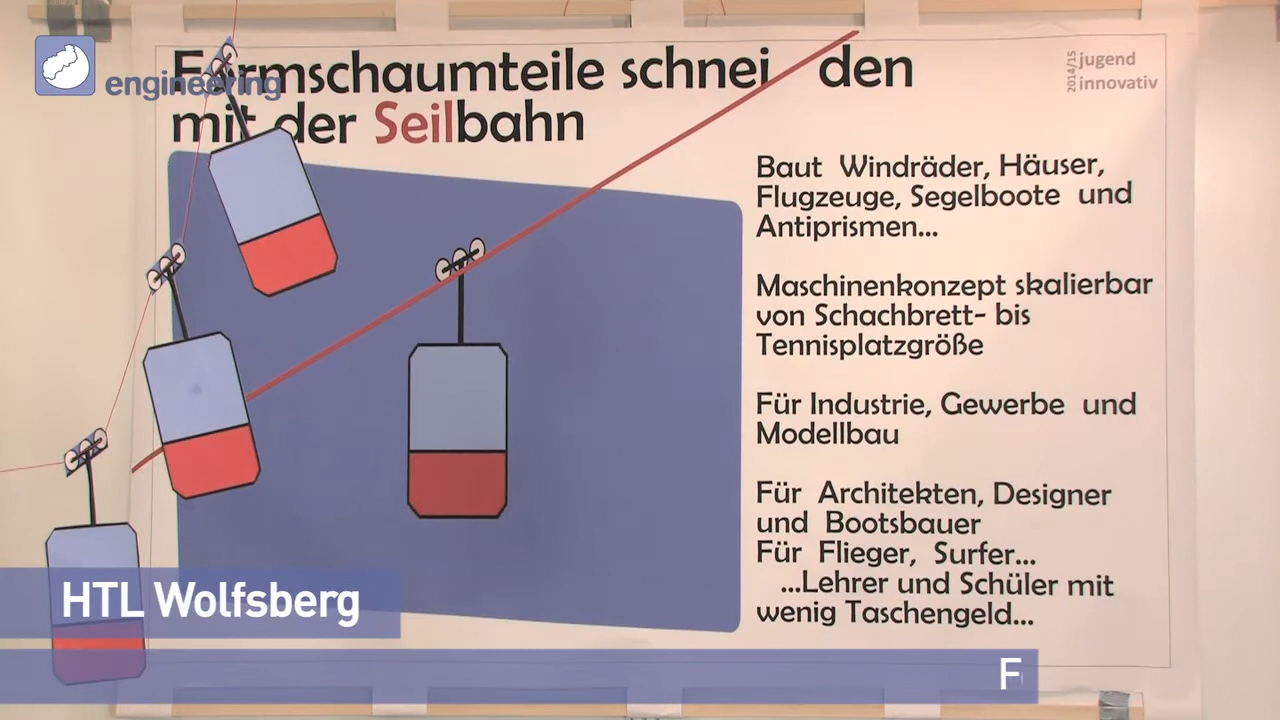 engineering
Formschaumteile schnei den
mit der Seilbahn
2014/15 jugend
innovativ
Baut Windräder, Häuser,
Flugzeuge, Segelboote und
Antiprismen...
Maschinenkonzept skalierbar
von Schachbrett- bis
Tennisplatzgröße
Für Industrie, Gewerbe und
Modellbau
Für Architekten, Designer
und Bootsbauer
Für Flieger, Surfer...
...Lehrer und Schüler mit
wenig Taschengeld...
HTL Wolfsberg
F